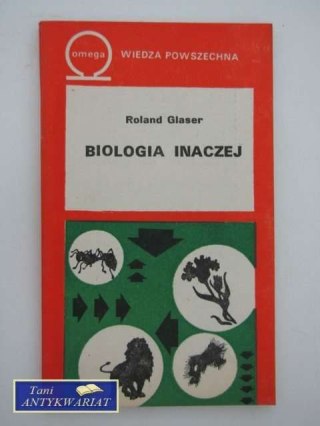 omega
WIEDZA POWSZECHNA
Roland Glaser
BIOLOGIA INACZEJ
Tani
ANTYKWARIAT